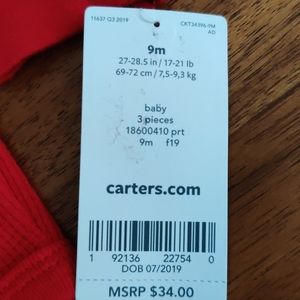 11637 Q3 2019
CKT34396-9M
AD
9m
27-28.5 in / 17-21 lb
69-72 cm / 7,5-9,3 kg
baby
3 pieces
18600410 prt
9m f19
carters.com
1 92136 22754 0
DOB 07/2019
MSRP $34.00